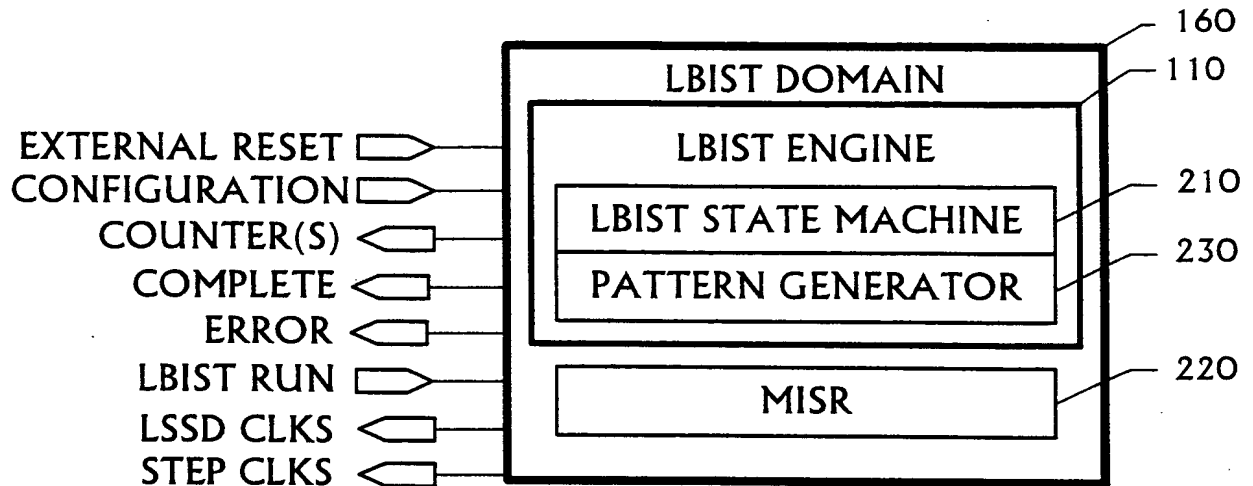 160
LBIST DOMAIN
110
EXTERNAL RESET
LBIST ENGINE
CONFIGURATION
210
COUNTER(S)
LBIST STATE MACHINE
230
COMPLETE
PATTERN GENERATOR
ERROR
LBIST RUN
MISR
220
LSSD CLKS
STEP CLKS